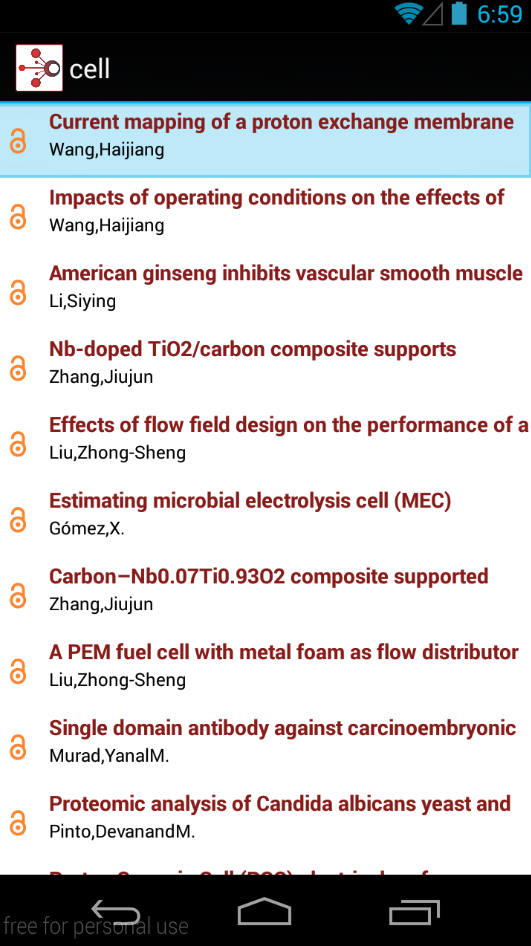 6:59
cell
Current mapping of a proton exchange membrane
Wang,Haijiang
Impacts of operating conditions on the effects of
Wang,Haijiang
American ginseng inhibits vascular smooth muscle
Li,Siying
Nb-doped TiO2/carbon composite supports
Zhang,Jiujun
Effects of flow field design on the performance of a
Liu,Zhong-Sheng
Estimating microbial electrolysis cell (MEC)
Gómez,X.
Carbon–Nb0.07Ti0.93O2 composite supported
Zhang,Jiujun
A PEM fuel cell with metal foam as flow distributor
Liu,Zhong-Sheng
Single domain antibody against carcinoembryonic
Murad,YanalM.
Proteomic analysis of Candida albicans yeast and
Pinto,DevanandM.
free for personal use